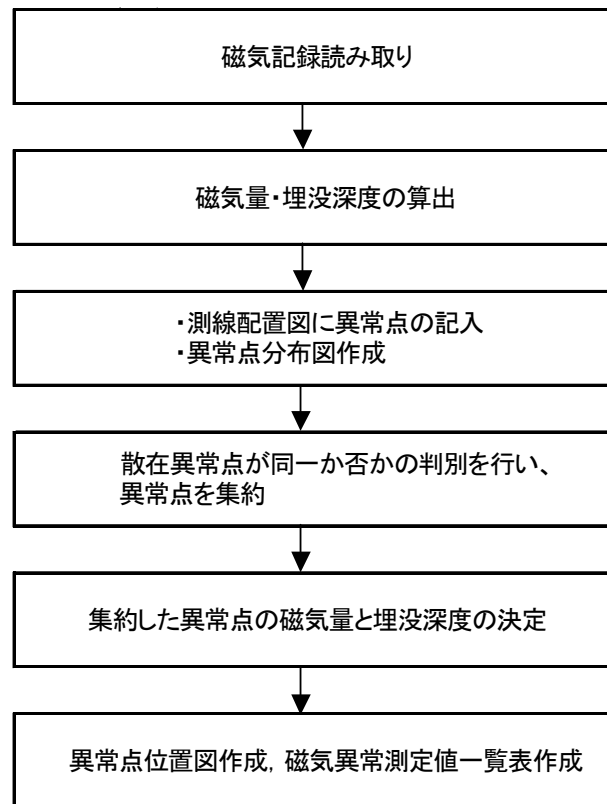 磁気記録読み取り
磁気量・埋没深度の算出
・測線配置図に異常点の記入
・異常点分布図作成
散在異常点が同一か否かの判別を行い、
異常点を集約
集約した異常点の磁気量と埋没深度の決定
異常点位置図作成, 磁気異常測定値一覧表作成